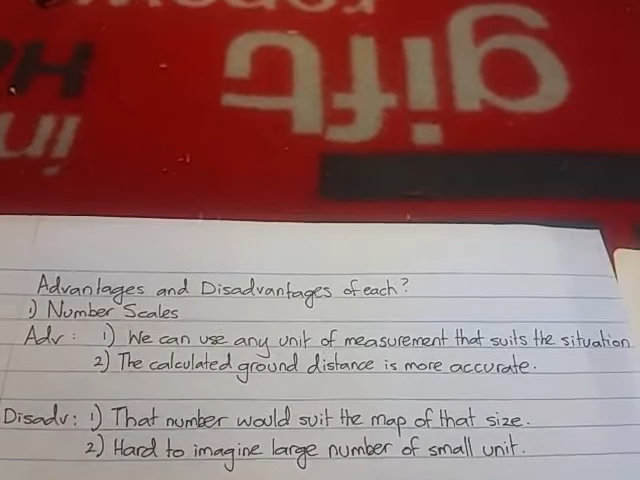 gift
in
Advantages and Disadvantages of each?
1) Number Scales
Adv: 1) We can use any unit of measurement that suits the situation
2) The calculated ground distance is more accurate.
Disadv: 1) That number would suit the map of that size.
2) Hard to imagine large number of small unit.